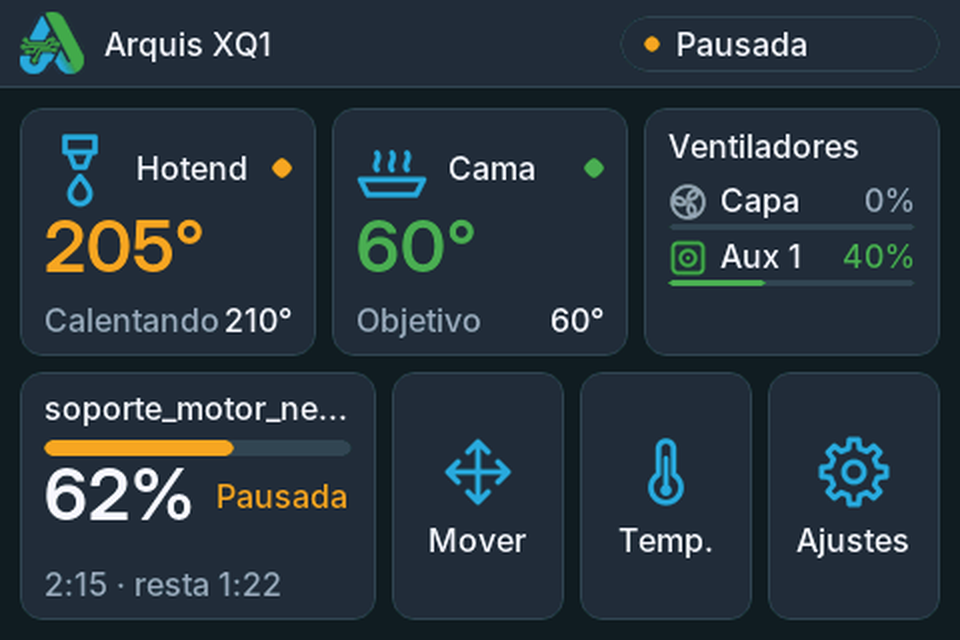 Arquis XQ1
Pausada
Hotend
205°
Calentando 210°
Cama
60°
Objetivo 60°
Ventiladores
Capa 0%
Aux 1 40%
soporte_motor_ne...
62% Pausada
2:15 · resta 1:22
Mover
Temp.
Ajustes